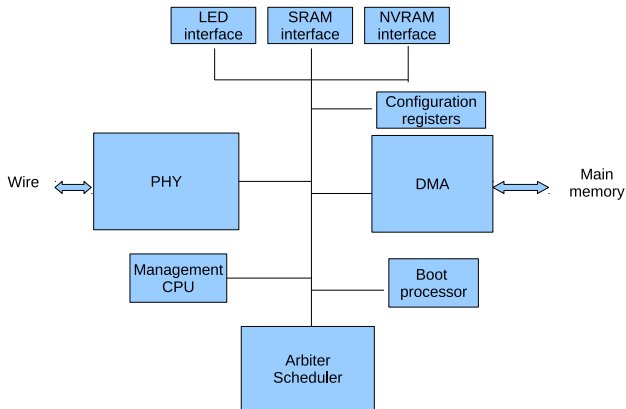 LED
interface
SRAM
interface
NVRAM
interface
Configuration
registers
Wire
PHY
DMA
Main
memory
Management
CPU
Boot
processor
Arbiter
Scheduler